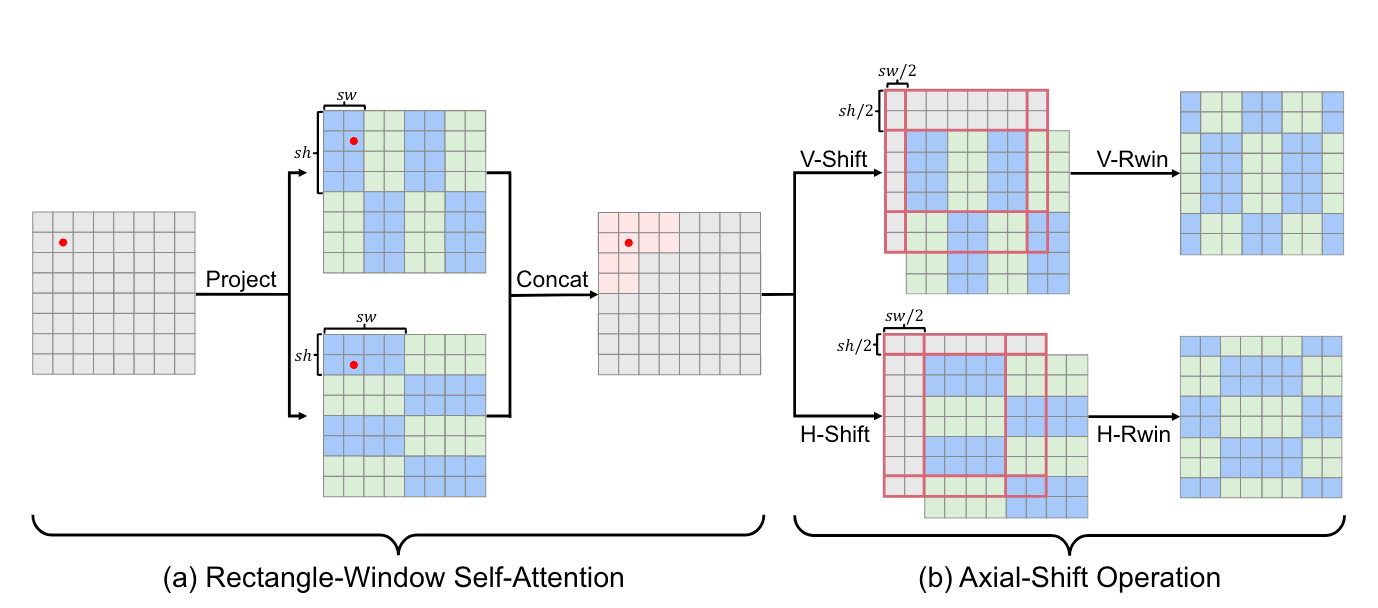 sw
sh
Project
sw
sh
Concat
sw/2
sh/2
V-Shift
V-Rwin
sw/2
sh/2
H-Shift
H-Rwin
(a) Rectangle-Window Self-Attention
(b) Axial-Shift Operation